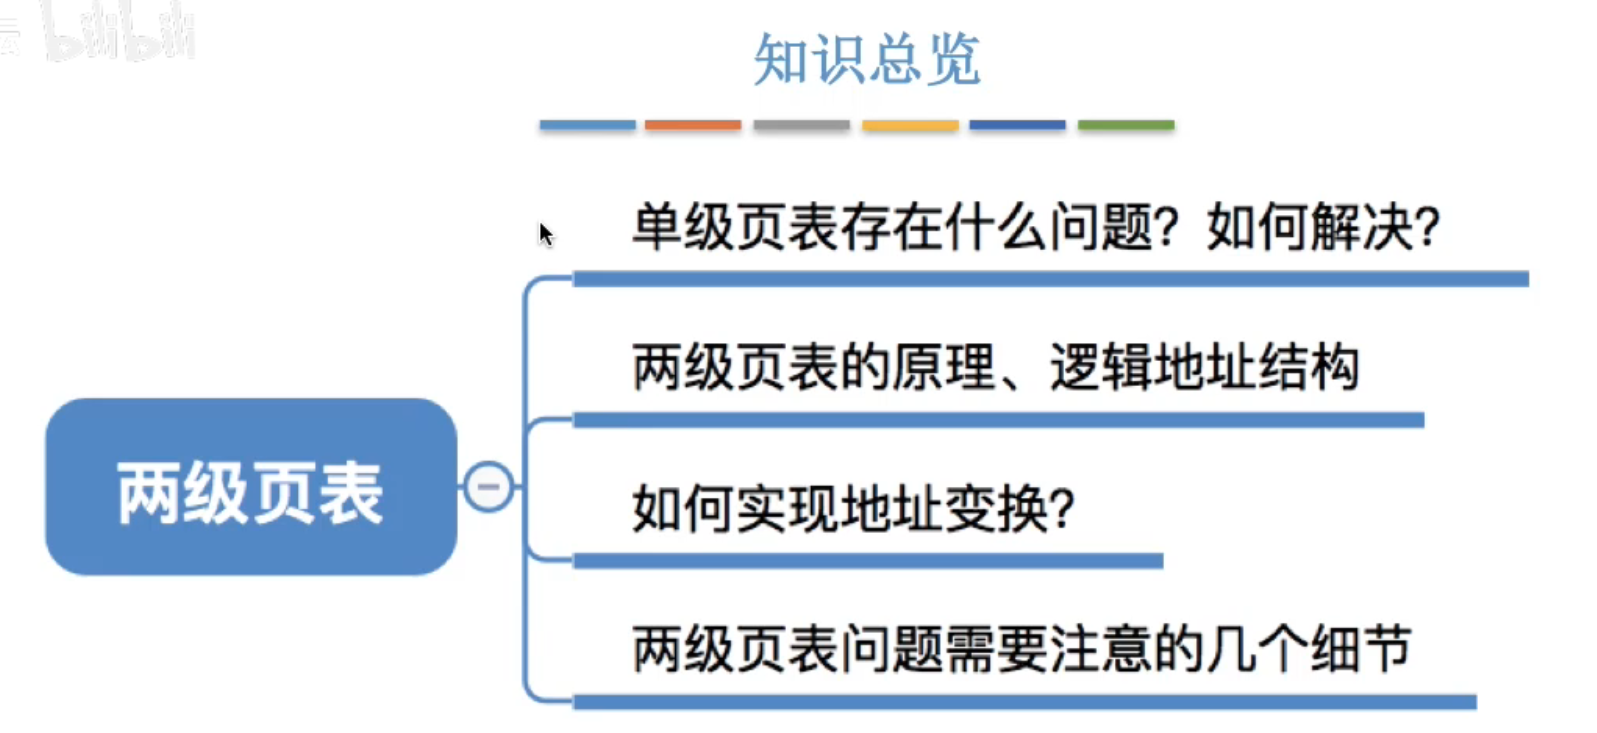 bilibili
知识总览
单级页表存在什么问题？如何解决？
两级页表的原理、逻辑地址结构
两级页表
如何实现地址变换？
两级页表问题需要注意的几个细节